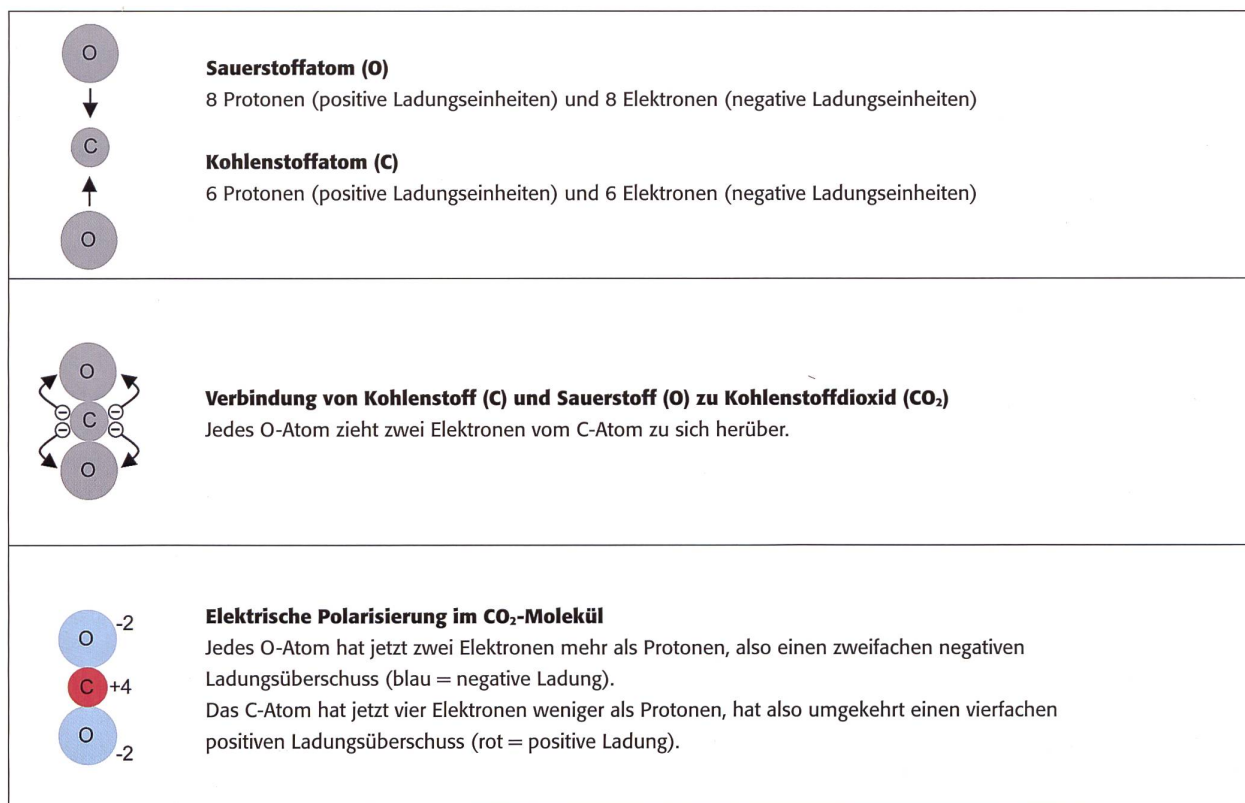 O
C
O
Sauerstoffatom (O)
8 Protonen (positive Ladungseinheiten) und 8 Elektronen (negative Ladungseinheiten)
Kohlenstoffatom (C)
6 Protonen (positive Ladungseinheiten) und 6 Elektronen (negative Ladungseinheiten)
O
− C −
− −
O
Verbindung von Kohlenstoff (C) und Sauerstoff (O) zu Kohlenstoffdioxid (CO₂)
Jedes O-Atom zieht zwei Elektronen vom C-Atom zu sich herüber.
O -2
C +4
O -2
Elektrische Polarisierung im CO₂-Molekül
Jedes O-Atom hat jetzt zwei Elektronen mehr als Protonen, also einen zweifachen negativen
Ladungsüberschuss (blau = negative Ladung).
Das C-Atom hat jetzt vier Elektronen weniger als Protonen, hat also umgekehrt einen vierfachen
positiven Ladungsüberschuss (rot = positive Ladung).